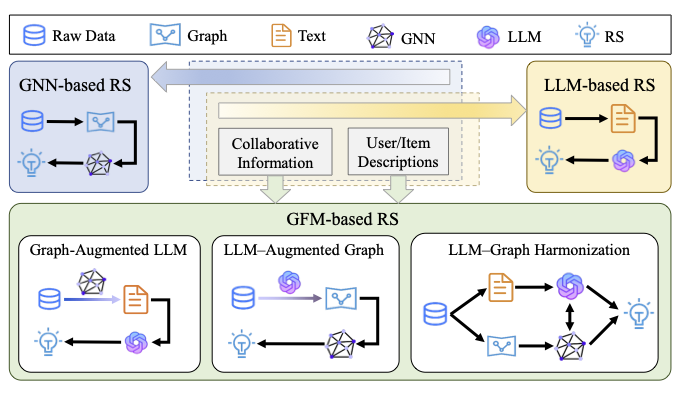 Raw Data Graph Text GNN LLM RS
GNN-based RS
LLM-based RS
Collaborative
Information
User/Item
Descriptions
GFM-based RS
Graph-Augmented LLM
LLM–Augmented Graph
LLM–Graph Harmonization